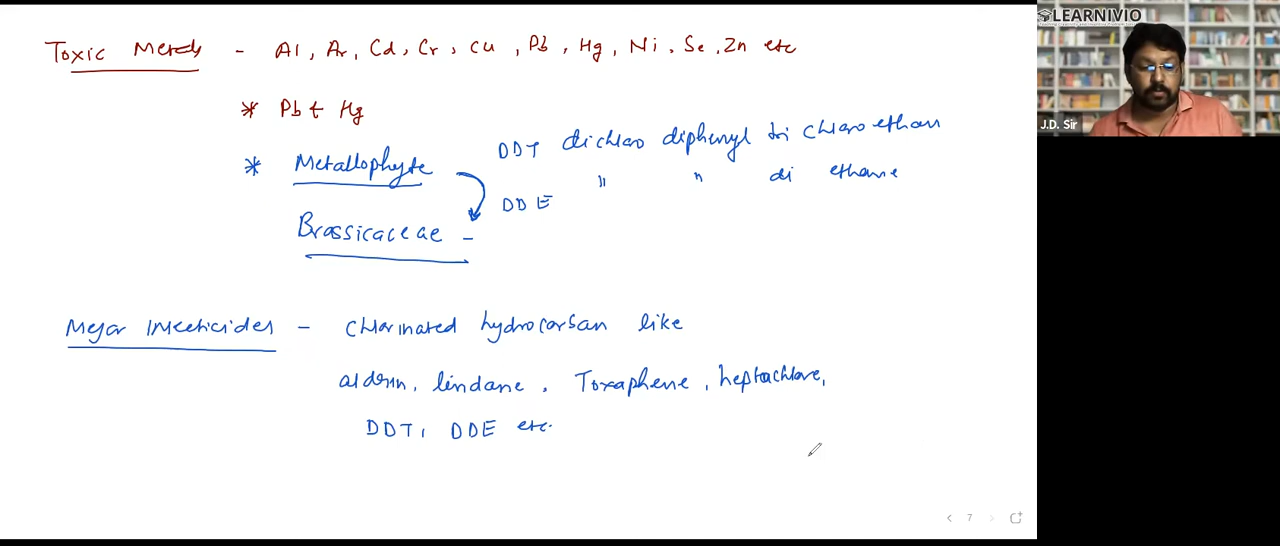 LEARNIVIO
J.D. Sir
Toxic Metals - Al, Ar, Cd, Cr, Cu, Pb, Hg, Ni, Se, Zn etc
* Pb & Hg
* Metallophyte
Brassicaceae -
DDT dichloro diphenyl tri chloro ethan
DDE " " di ethane
Major Insecticides - Chlorinated hydrocarban like
aldrin, lindane, Toxaphene, heptachlore,
DDT, DDE etc.
7